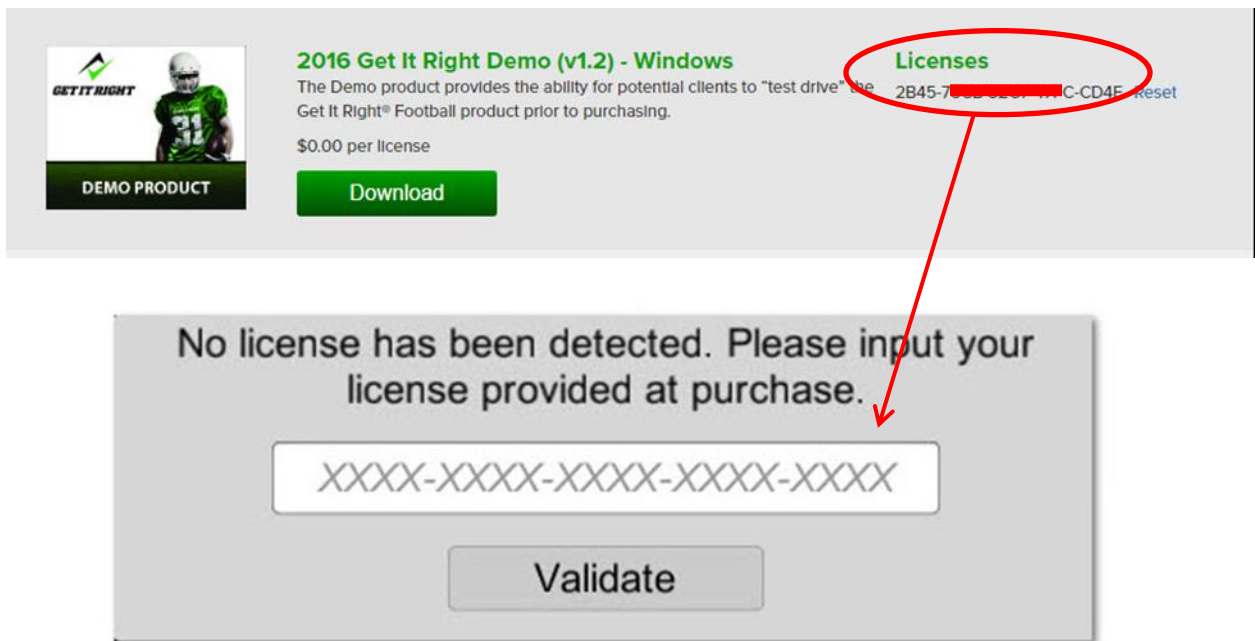 GET IT RIGHT
31
DEMO PRODUCT
2016 Get It Right Demo (v1.2) - Windows
The Demo product provides the ability for potential clients to "test drive" the
Get It Right® Football product prior to purchasing.
$0.00 per license
Download
Licenses
2B45- C-CD4F Reset
No license has been detected. Please input your
license provided at purchase.
XXXX-XXXX-XXXX-XXXX-XXXX
Validate